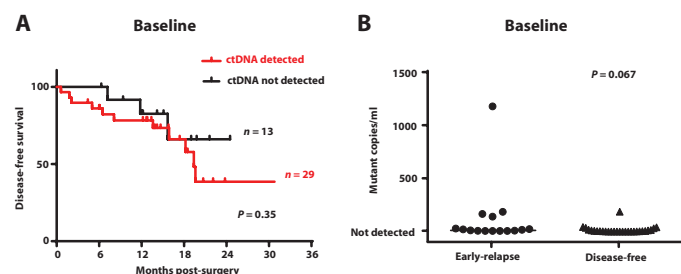 A
Baseline
ctDNA detected
ctDNA not detected
Disease-free survival
100
50
0
n = 13
n = 29
P = 0.35
0 6 12 18 24 30 36
Months post-surgery
B
Baseline
P = 0.067
Mutant copies/ml
1500
1000
500
Not detected
Early-relapse Disease-free